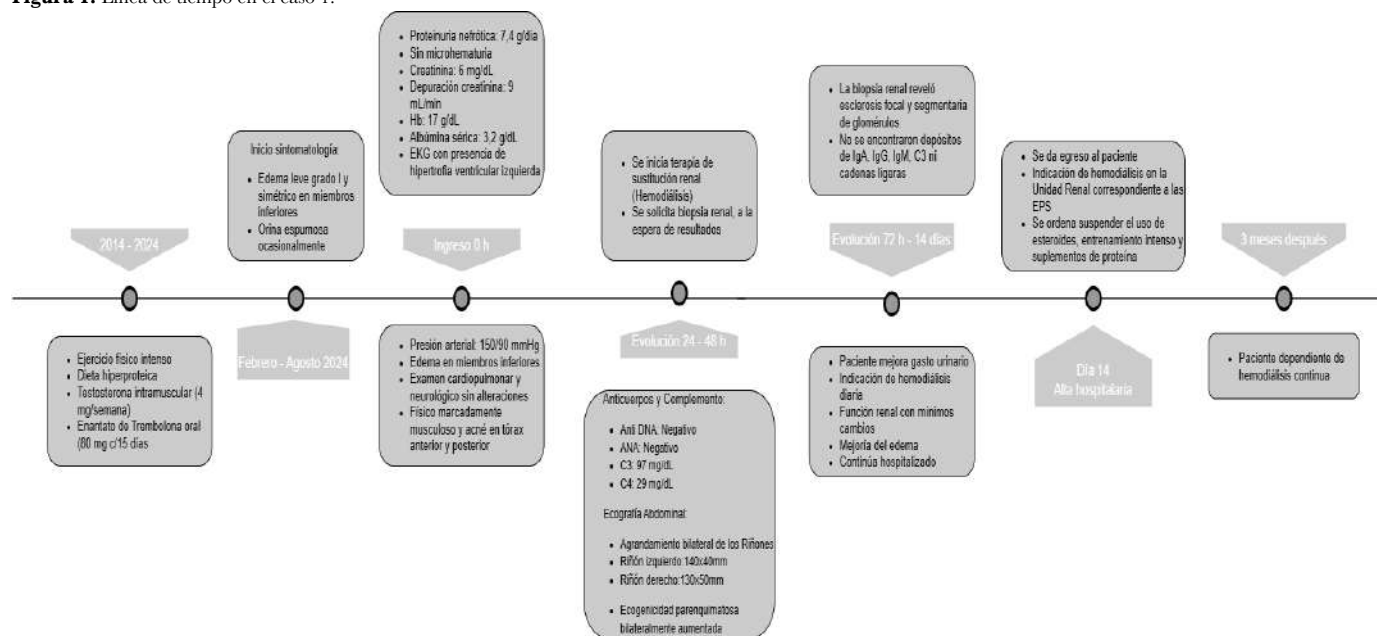 Figura 1. Línea de tiempo en el caso 1.
2014 - 2024
• Ejercicio físico intenso
• Dieta hiperproteica
• Testosterona intramuscular (4
mg/semana)
• Enantato de Trembolona oral
(80 mg c/15 días
Inicio sintomatología:
• Edema leve grado I y
simétrico en miembros
inferiores
• Orina espumosa
ocasionalmente
Febrero - Agosto 2024
• Proteinuria nefrótica: 7,4 g/día
• Sin microhematuria
• Creatinina: 6 mg/dL
• Depuración creatinina: 9
mL/min
• Hb: 17 g/dL
• Albúmina sérica: 3,2 g/dL
• EKG con presencia de
hipertrofia ventricular izquierda
Ingreso 0 h
• Presión arterial: 150/90 mmHg
• Edema en miembros inferiores
• Examen cardiopulmonar y
neurológico sin alteraciones
• Físico marcadamente
musculoso y acné en tórax
anterior y posterior
• Se inicia terapia de
sustitución renal
(Hemodiálisis)
• Se solicita biopsia renal, a la
espera de resultados
Evolución 24 - 48 h
Anticuerpos y Complemento:
• Anti DNA: Negativo
• ANA: Negativo
• C3: 97 mg/dL
• C4: 29 mg/dL
Ecografía Abdominal:
• Agrandamiento bilateral de los Riñones
• Riñón izquierdo:140x40mm
• Riñón derecho:130x50mm
• Ecogenicidad parenquimatosa
bilateralmente aumentada
• La biopsia renal reveló
esclerosis focal y segmentaria
de glomérulos
• No se encontraron depósitos
de IgA, IgG, IgM, C3 ni
cadenas ligeras
Evolución 72 h - 14 días
• Paciente mejora gasto urinario
• Indicación de hemodiálisis
diaria
• Función renal con mínimos
cambios
• Mejoría del edema
• Continúa hospitalizado
• Se da egreso al paciente
• Indicación de hemodiálisis en la
Unidad Renal correspondiente a las
EPS
• Se ordena suspender el uso de
esteroides, entrenamiento intenso y
suplementos de proteína
Día 14
Alta hospitalaria
3 meses después
• Paciente dependiente de
hemodiálisis continua